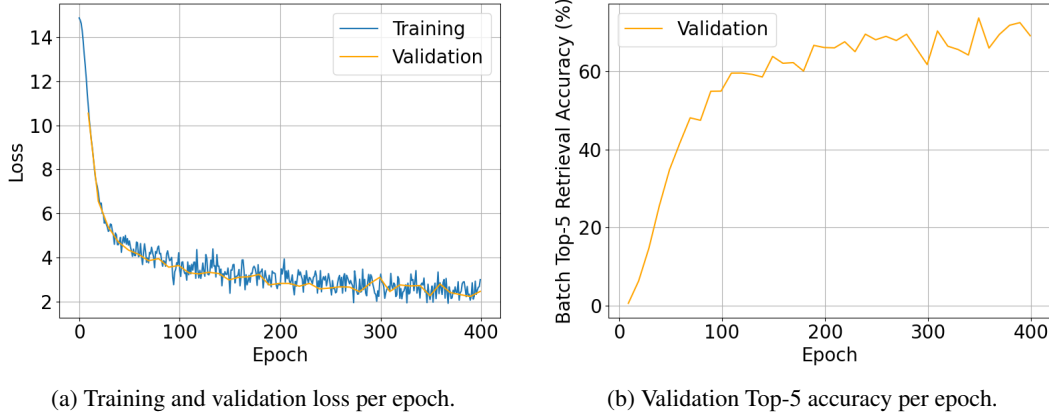 14
12
10
8
6
4
2
Loss
Training
Validation
0 100 200 300 400
Epoch
(a) Training and validation loss per epoch.
Batch Top-5 Retrieval Accuracy (%)
60
40
20
0
Validation
0 100 200 300 400
Epoch
(b) Validation Top-5 accuracy per epoch.